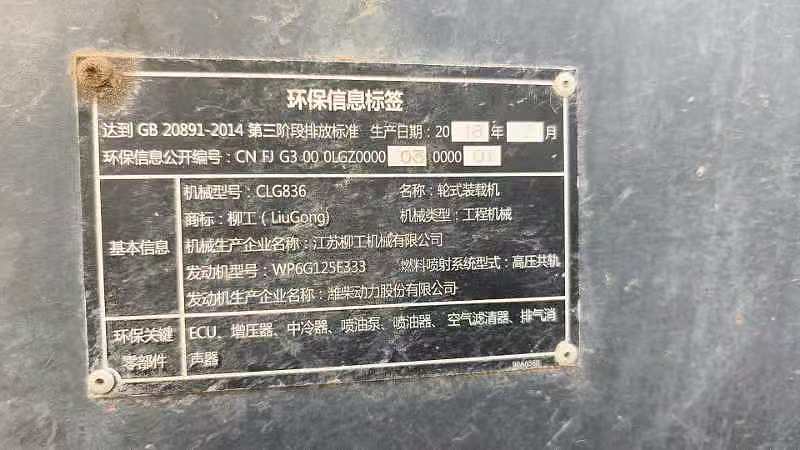 环保信息标签
达到 GB 20891-2014 第三阶段排放标准 生产日期: 20 18 年 月
环保信息公开编号: CN FJ G3 00 0LGZ0000 03 0000 01
基本信息
机械型号: CLG836 名称: 轮式装载机
商标: 柳工 ( LiuGong) 机械类型: 工程机械
机械生产企业名称: 江苏柳工机械有限公司
发动机型号: WP6G125E333 燃料喷射系统型式: 高压共轨
发动机生产企业名称: 潍柴动力股份有限公司
环保关键零部件
ECU、增压器、中冷器、喷油泵、喷油器、空气滤清器、排气消
声器